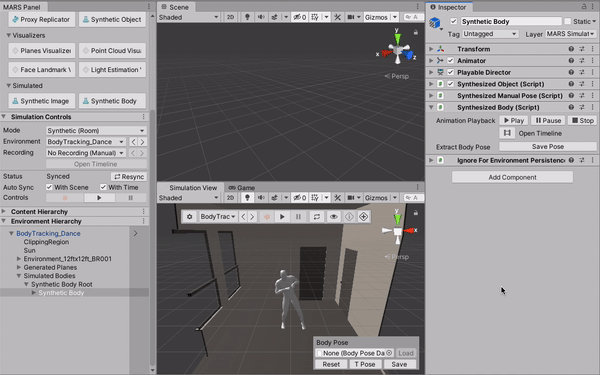 MARS Panel
Proxy Replicator
Synthetic Object
Visualizers
Planes Visualizer
Point Cloud Visu
Face Landmark V
Light Estimation V
Simulated
Synthetic Image
Synthetic Body
Simulation Controls
Mode
Synthetic (Room)
Environment
BodyTracking_Dance
Recording
No Recording (Manual)
Open Timeline
Status
Synced
Resync
Auto Sync
With Scene
With Time
Controls
Content Hierarchy
Environment Hierarchy
BodyTracking_Dance
ClippingRegion
Sun
Environment_12ftx12ft_BR001
Generated Planes
Simulated Bodies
Synthetic Body Root
Synthetic Body
Scene
Shaded
2D
0
Gizmos
A
y
x
z
Persp
Simulation View
Game
Shaded
2D
0
Gizmos
A
BodyTrac
y
x
Persp
Body Pose
None (Body Pose Da
Load
Reset
T Pose
Save
Inspector
Synthetic Body
Static
Tag
Untagged
Layer
MARS Simulat
Transform
Animator
Playable Director
Synthesized Object (Script)
Synthesized Manual Pose (Script)
Synthesized Body (Script)
Animation Playback
Play
Pause
Stop
Open Timeline
Extract Body Pose
Save Pose
Ignore For Environment Persistence
Add Component